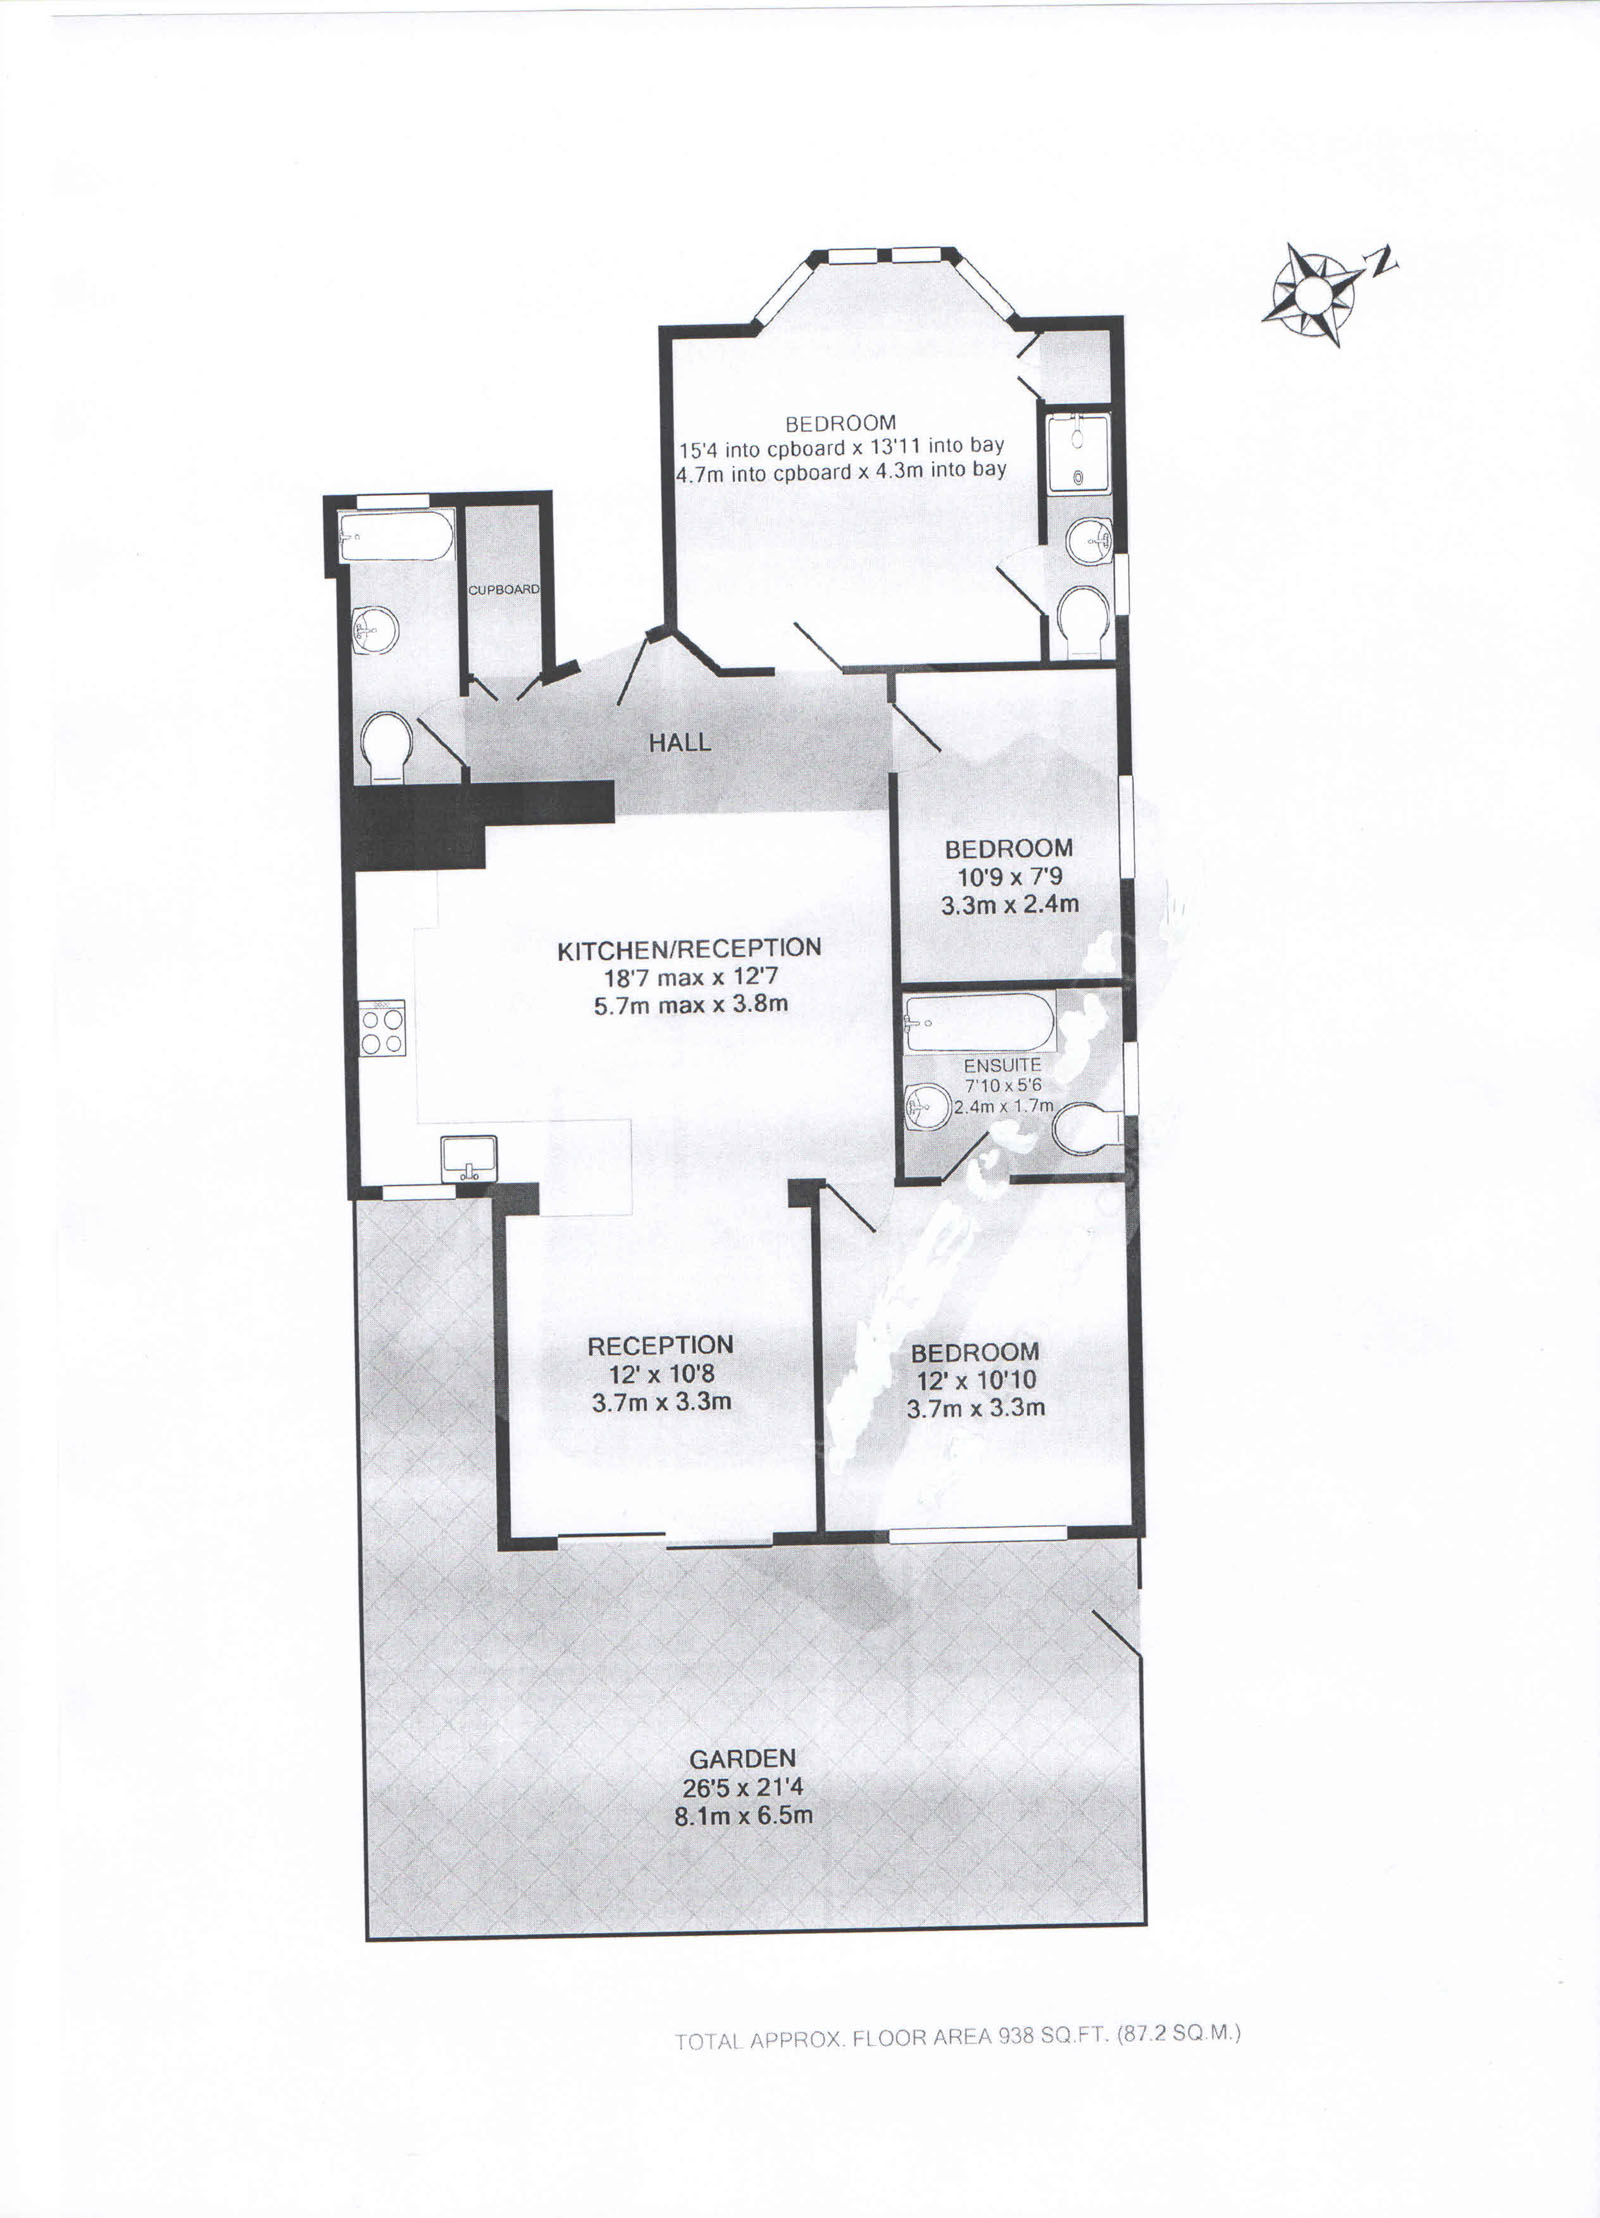 N
BEDROOM
15'4 into cpboard x 13'11 into bay
4.7m into cpboard x 4.3m into bay
CUPBOARD
HALL
BEDROOM
10'9 x 7'9
3.3m x 2.4m
KITCHEN/RECEPTION
18'7 max x 12'7
5.7m max x 3.8m
ENSUITE
7'10 x 5'6
2.4m x 1.7m
RECEPTION
12' x 10'8
3.7m x 3.3m
BEDROOM
12' x 10'10
3.7m x 3.3m
GARDEN
26'5 x 21'4
8.1m x 6.5m
TOTAL APPROX. FLOOR AREA 938 SQ.FT. (87.2 SQ.M.)